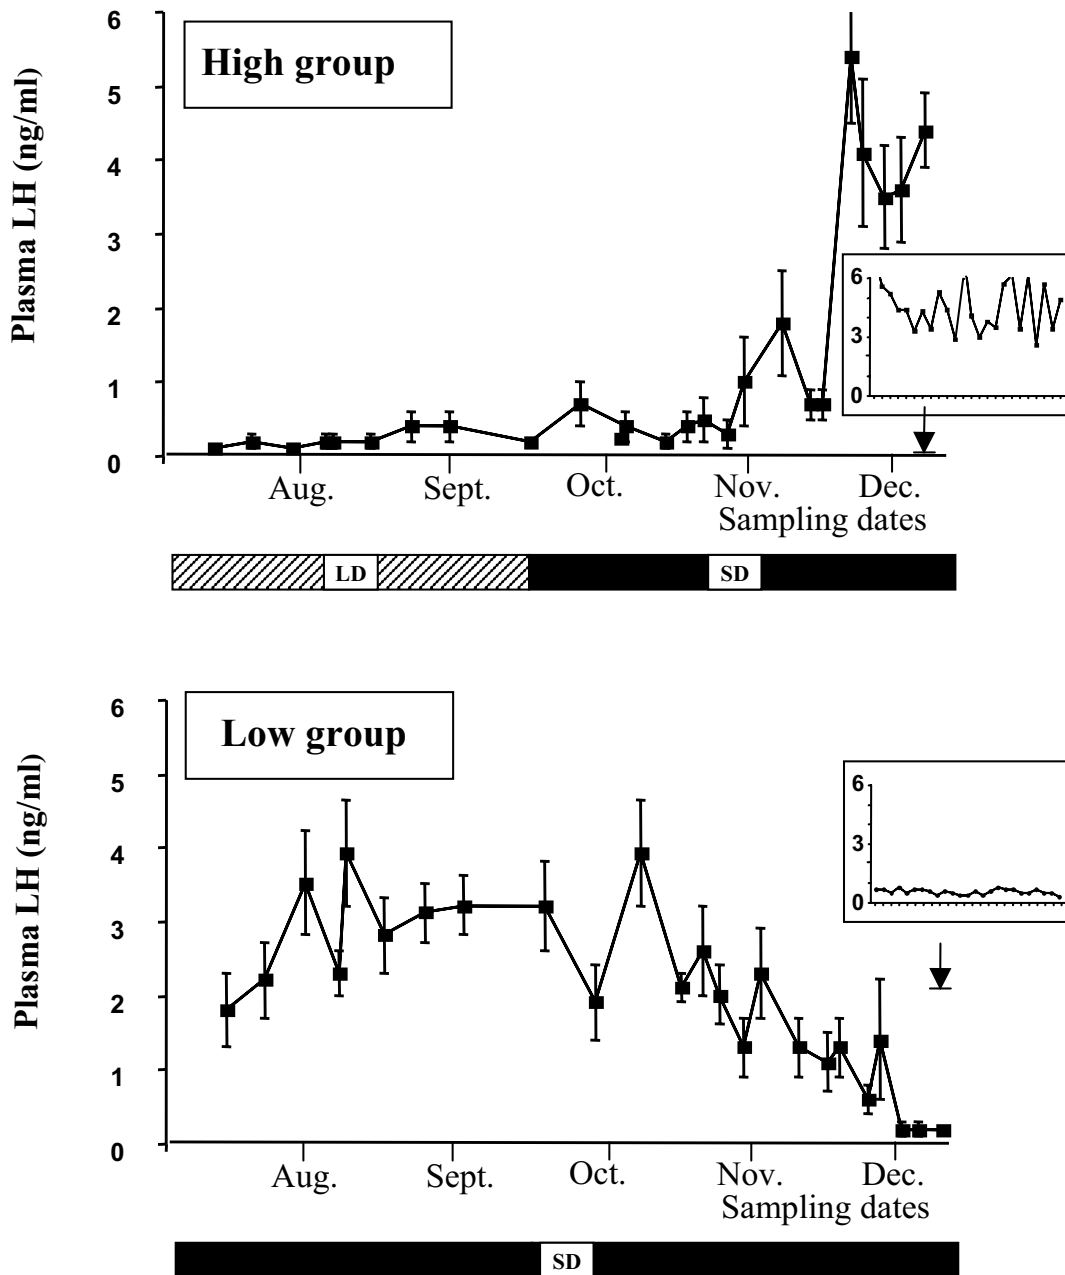 High group
Plasma LH (ng/ml)
6
5
4
3
2
1
0
6
3
0
Aug.
Sept.
Oct.
Nov.
Dec.
Sampling dates
LD
SD
Low group
Plasma LH (ng/ml)
6
5
4
3
2
1
0
6
3
0
Aug.
Sept.
Oct.
Nov.
Dec.
Sampling dates
SD